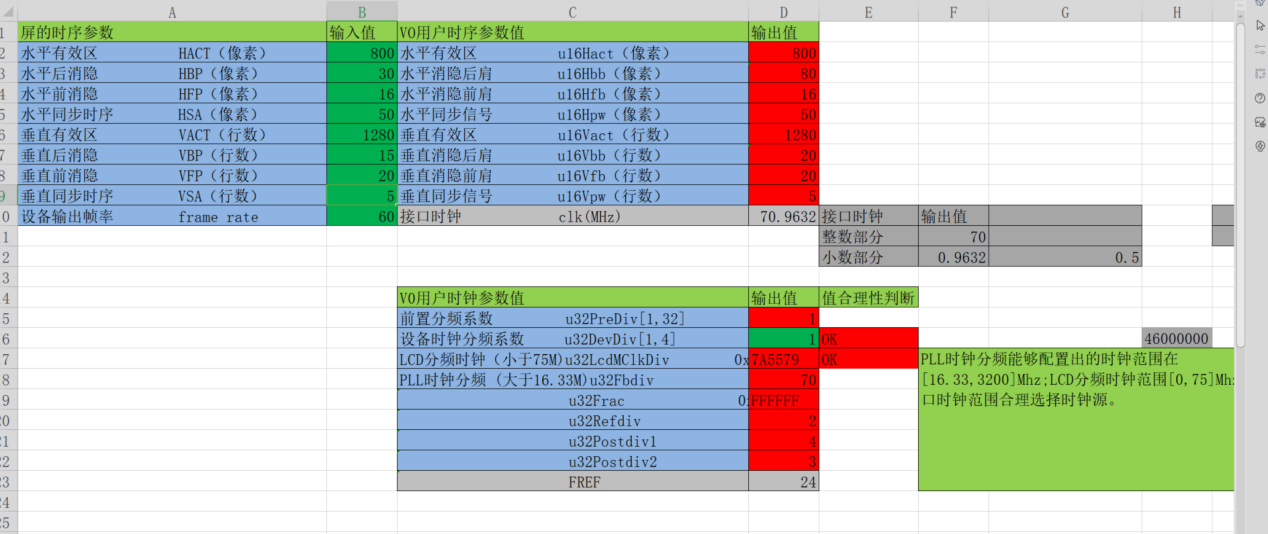 A B C D E F G H
1 屏的时序参数 输入值 VO用户时序参数值 输出值
2 水平有效区 HACT（像素） 800 水平有效区 u16Hact（像素） 800
3 水平后消隐 HBP（像素） 30 水平消隐后肩 u16Hbb（像素） 80
4 水平前消隐 HFP（像素） 16 水平消隐前肩 u16Hfb（像素） 16
5 水平同步时序 HSA（像素） 50 水平同步信号 u16Hpw（像素） 50
6 垂直有效区 VACT（行数） 1280 垂直有效区 u16Vact（行数） 1280
7 垂直后消隐 VBP（行数） 15 垂直消隐后肩 u16Vbb（行数） 20
8 垂直前消隐 VFP（行数） 20 垂直消隐前肩 u16Vfb（行数） 20
9 垂直同步时序 VSA（行数） 5 垂直同步信号 u16Vpw（行数） 5
0 设备输出帧率 frame rate 60 接口时钟 clk(MHz) 70.9632 接口时钟 输出值
1 整数部分 70
2 小数部分 0.9632 0.5
3
4 VO用户时钟参数值 输出值 值合理性判断
5 前置分频系数 u32PreDiv[1,32] 1
6 设备时钟分频系数 u32DevDiv[1,4] 1 OK 46000000
7 LCD分频时钟（小于75M)u32LcdMClkDiv 0x7A5579 OK PLL时钟分频能够配置出的时钟范围在
8 PLL时钟分频（大于16.33M)u32Fbdiv 70 [16.33,3200]Mhz;LCD分频时钟范围[0,75]Mh
9 u32Frac 0xFFFFFF 口时钟范围合理选择时钟源。
20 u32Refdiv 2
21 u32Postdiv1 4
22 u32Postdiv2 3
23 FREF 24
24
25